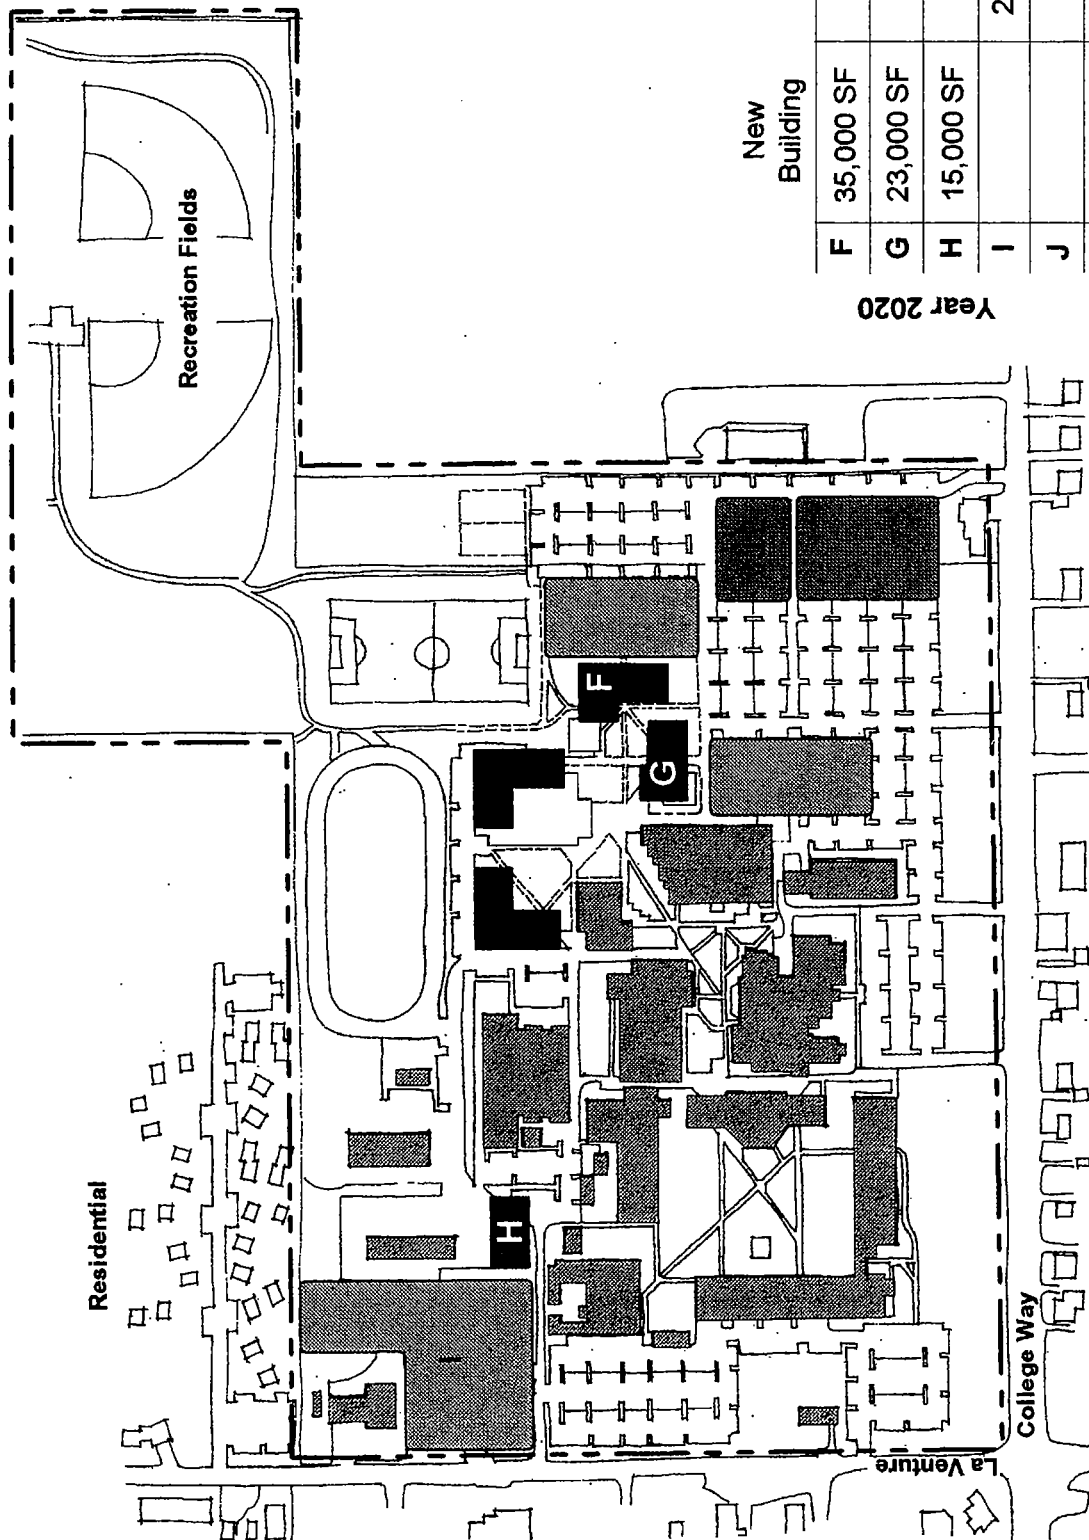 Residential
Recreation Fields
H
F
G
I
La Venture
College Way
Year 2020
New
Building
F 35,000 SF
G 23,000 SF
H 15,000 SF
I 2
J